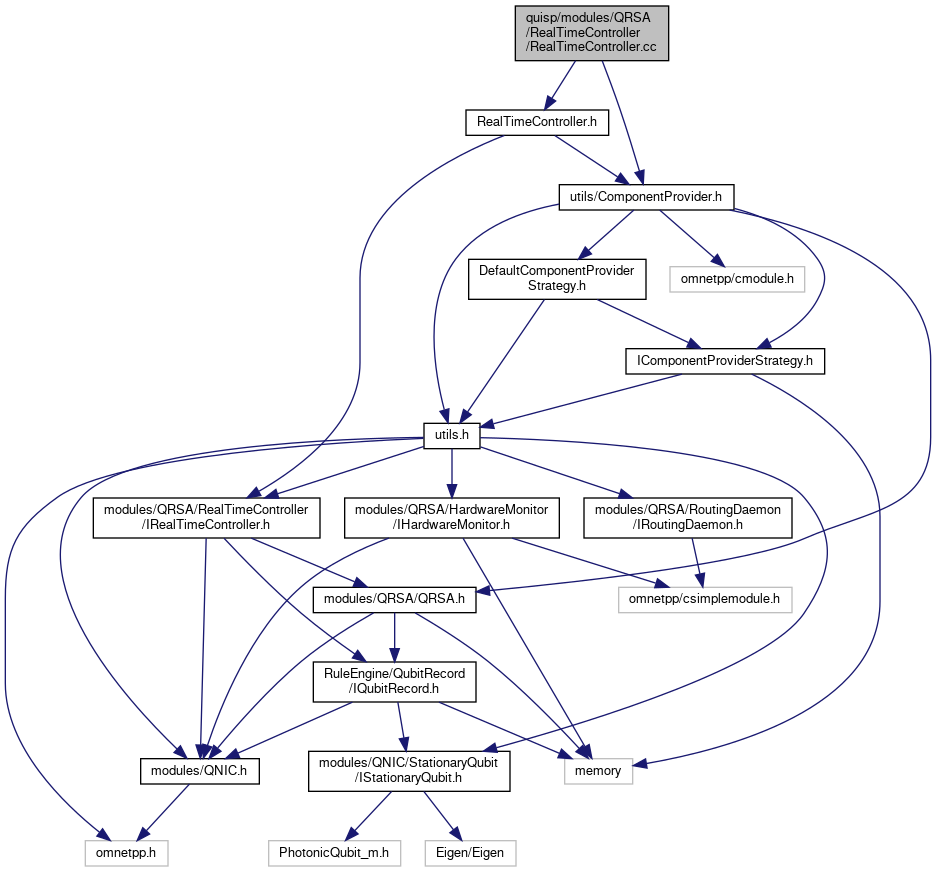 quisp/modules/QRSA
/RealTimeController
/RealTimeController.cc
RealTimeController.h
utils/ComponentProvider.h
DefaultComponentProvider
Strategy.h
omnetpp/cmodule.h
IComponentProviderStrategy.h
utils.h
modules/QRSA/RealTimeController
/IRealTimeController.h
modules/QRSA/HardwareMonitor
/IHardwareMonitor.h
modules/QRSA/RoutingDaemon
/IRoutingDaemon.h
modules/QRSA/QRSA.h
omnetpp/csimplemodule.h
RuleEngine/QubitRecord
/IQubitRecord.h
modules/QNIC.h
modules/QNIC/StationaryQubit
/IStationaryQubit.h
memory
omnetpp.h
PhotonicQubit_m.h
Eigen/Eigen